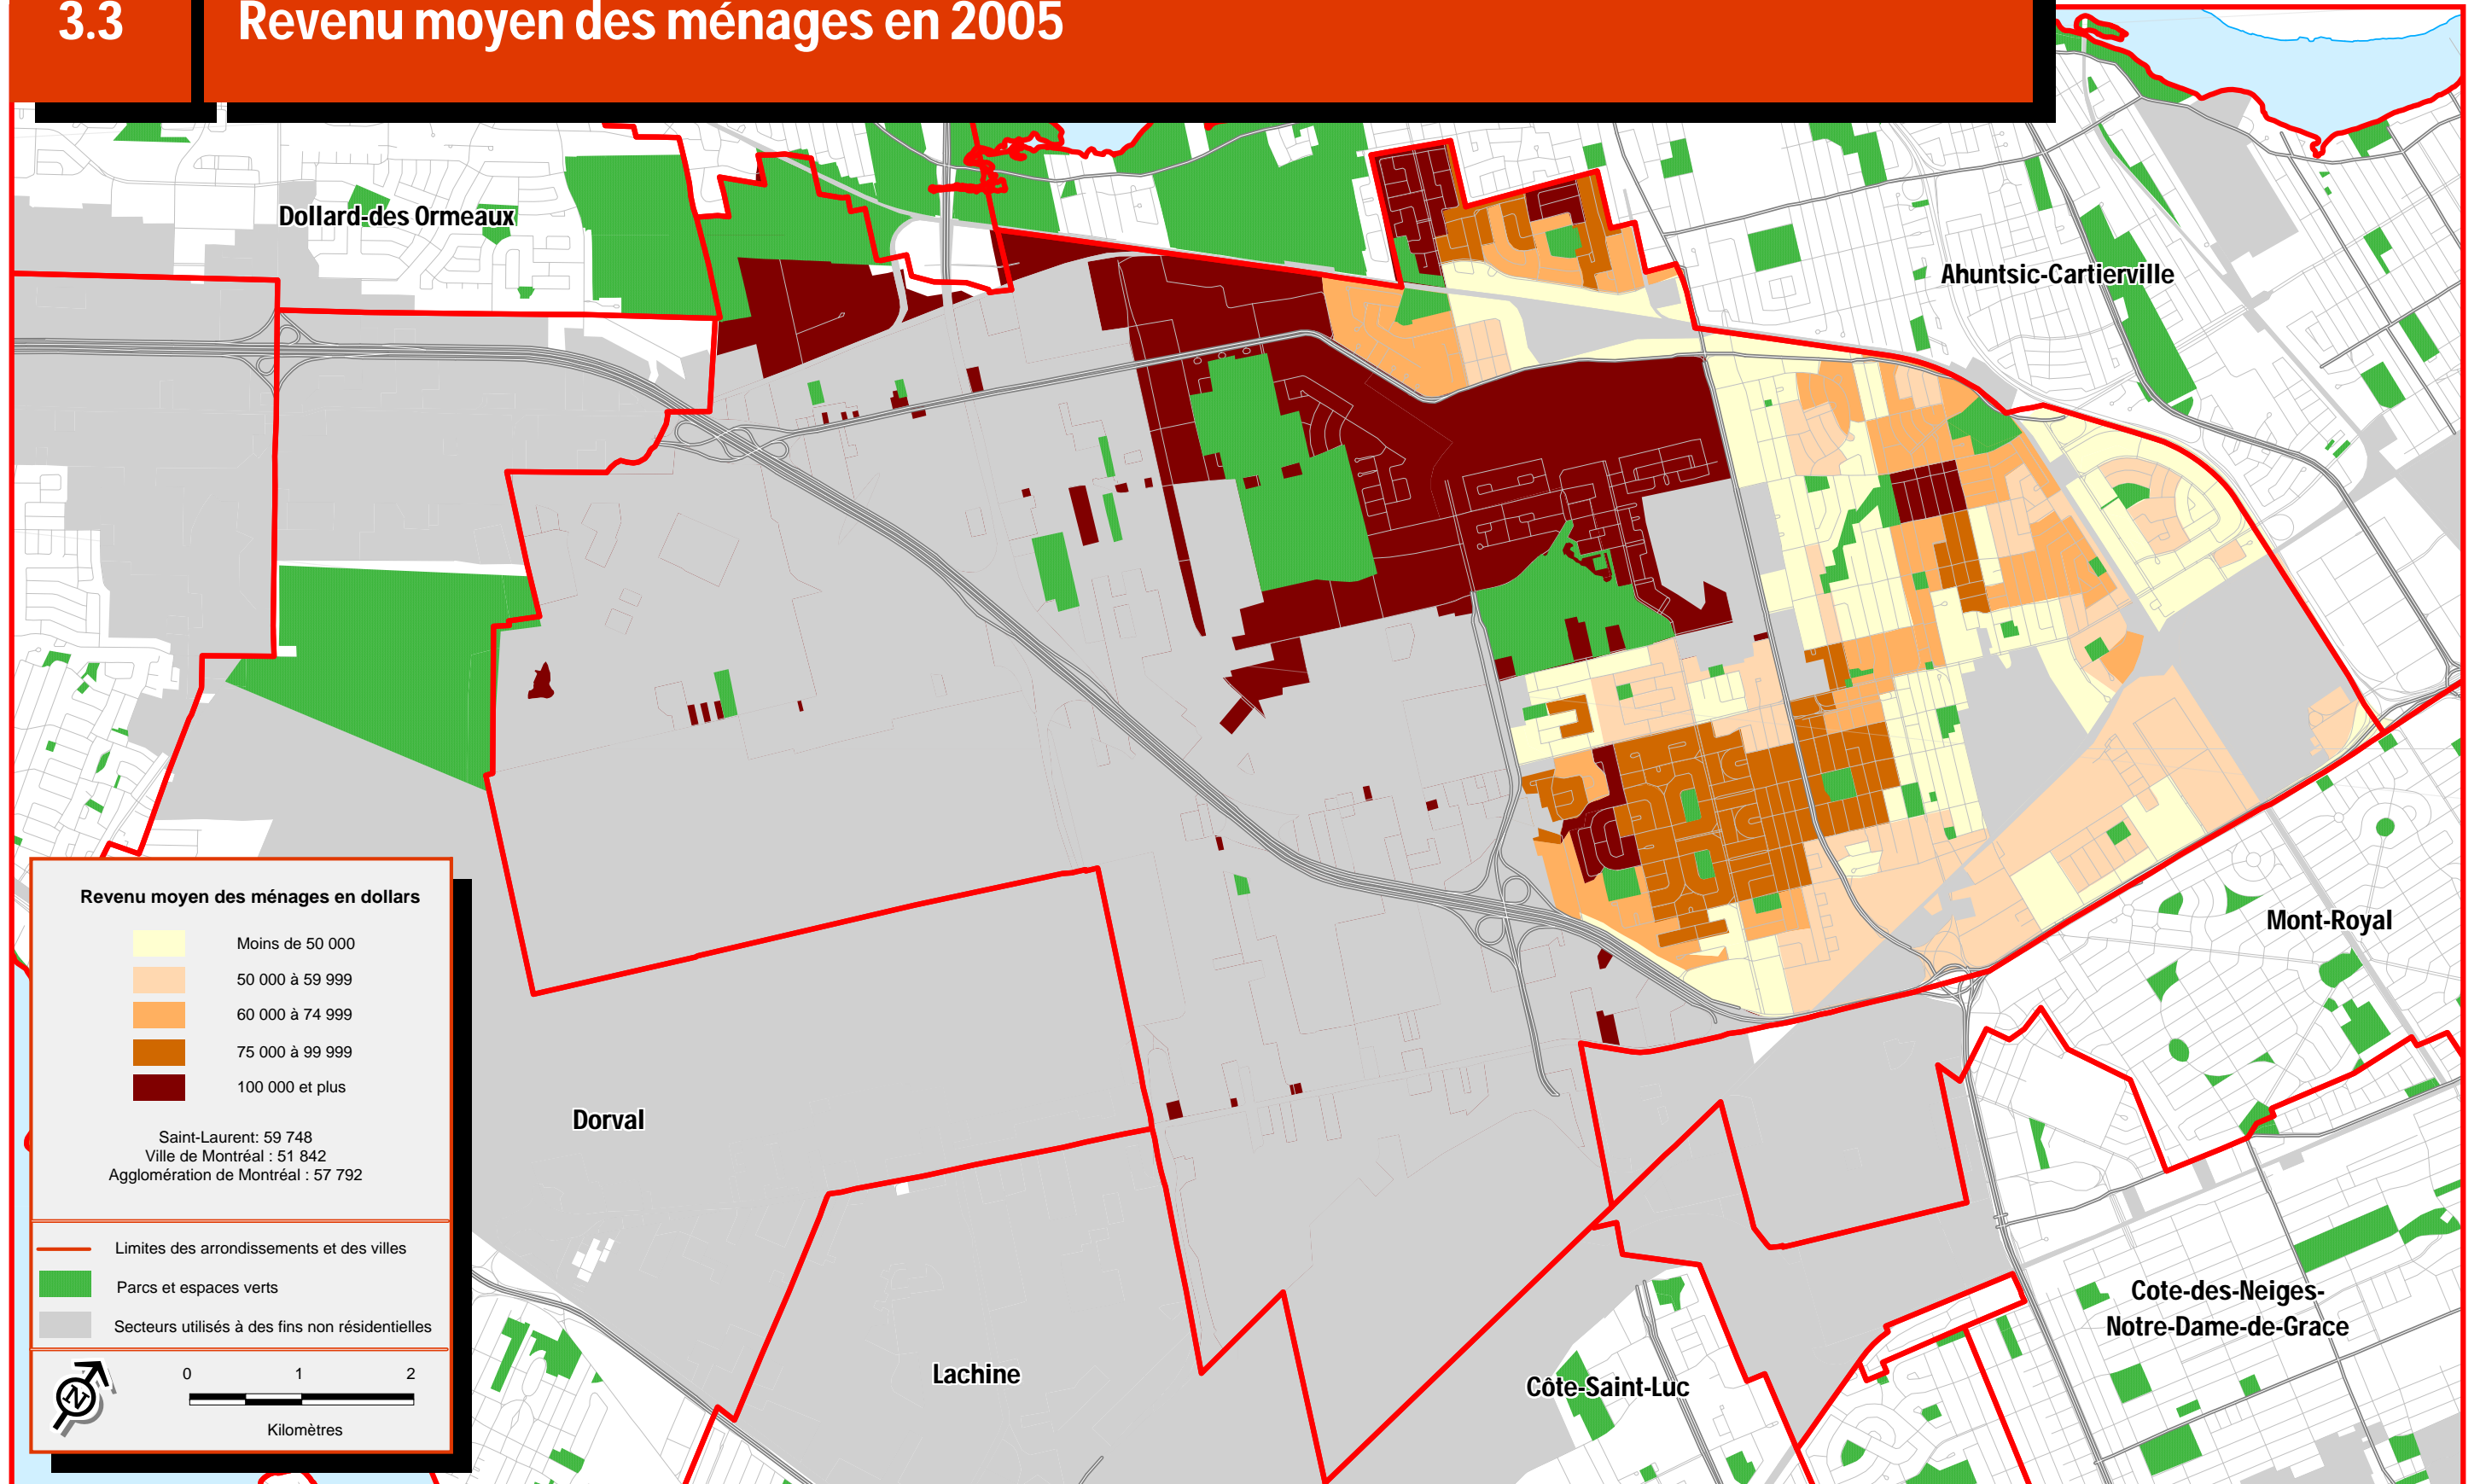 3.3
Revenu moyen des ménages en 2005
Dollard-des Ormeaux
Ahuntsic-Cartierville
Mont-Royal
Dorval
Lachine
Côte-Saint-Luc
Cote-des-Neiges-
Notre-Dame-de-Grace
Revenu moyen des ménages en dollars
Moins de 50 000
50 000 à 59 999
60 000 à 74 999
75 000 à 99 999
100 000 et plus
Saint-Laurent: 59 748
Ville de Montréal : 51 842
Agglomération de Montréal : 57 792
Limites des arrondissements et des villes
Parcs et espaces verts
Secteurs utilisés à des fins non résidentielles
N
0 1 2
Kilomètres